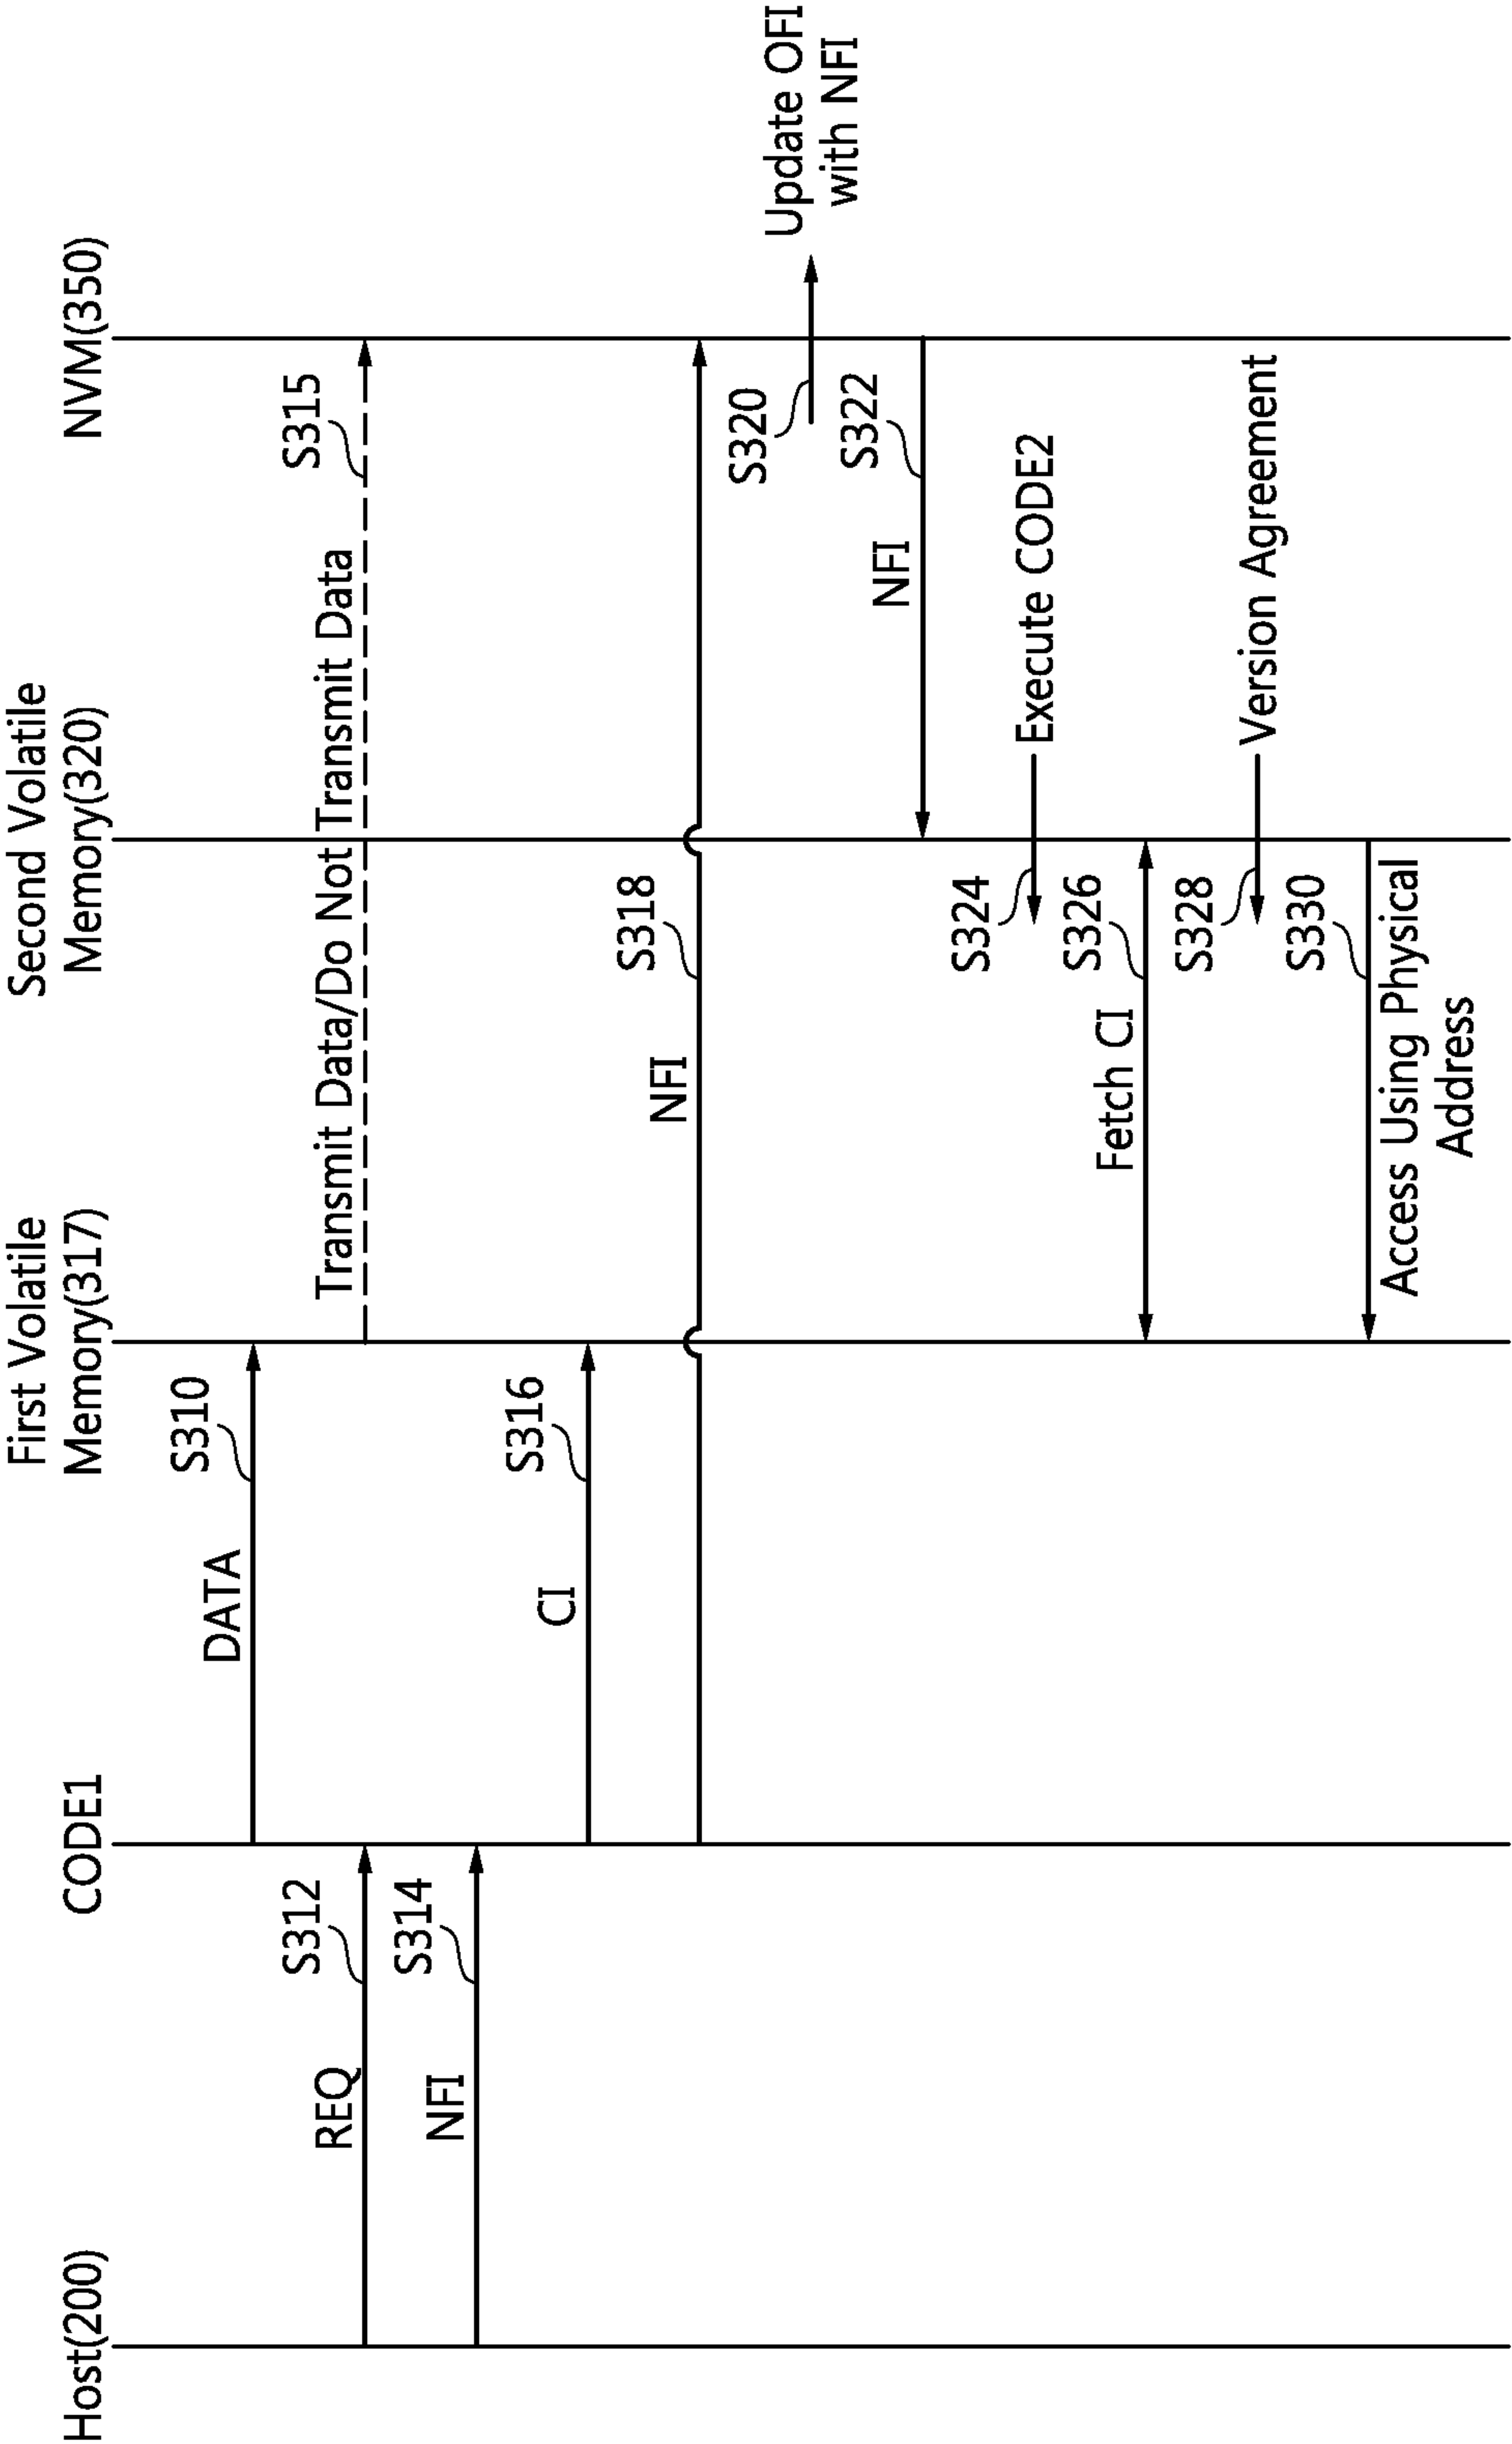 Host(200)
CODE1
First Volatile
Memory(317)
Second Volatile
Memory(320)
NVM(350)
DATA
S310
REQ
S312
Transmit Data/Do Not Transmit Data
S315
NFI
S314
CI
S316
NFI
S318
S320
Update OFI
with NFI
NFI
S322
S324
Execute CODE2
Fetch CI
S326
S328
Version Agreement
S330
Access Using Physical
Address